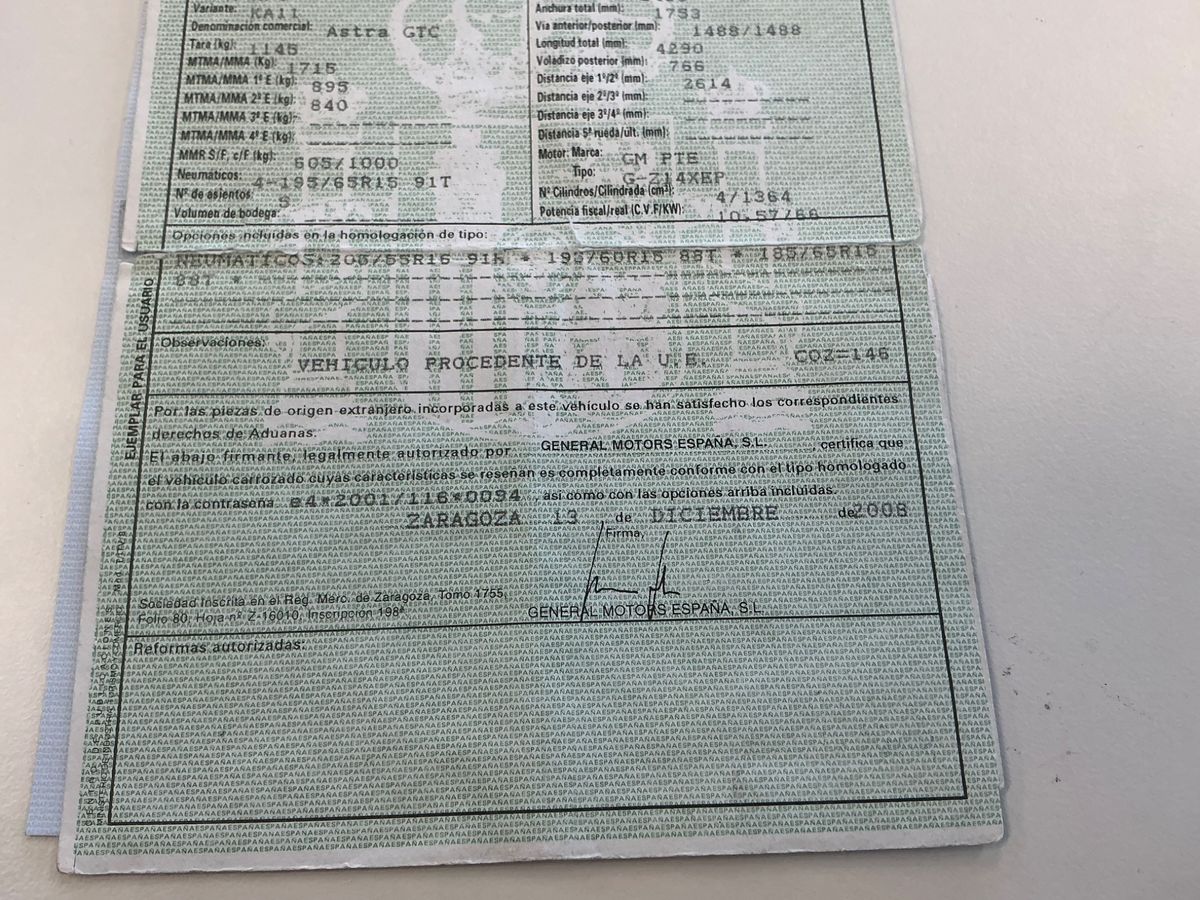 Variante: KA11
Denominación comercial: Astra GTC
Tara (kg): 1145
MTMA/MMA (Kg): 1715
MTMA/MMA 1º E (kg): 895
MTMA/MMA 2º E (kg): 840
MTMA/MMA 3º E (kg):
MTMA/MMA 4º E (kg):
MMR S/F, c/F (kg): 605/1000
Neumáticos: 4-195/65R15 91T
Nº de asientos 5
Volumen de bodega:
Anchura total (mm): 1753
Via anterior/posterior (mm): 1488/1488
Longitud total (mm): 4290
Voladizo posterior (mm): 766
Distancia eje 1º/2º (mm): 2614
Distancia eje 2º/3º (mm):
Distancia eje 3º/4º (mm):
Distancia 5ª rueda/últ. (mm):
Motor: Marca: GM PTE
Tipo: G-Z14XEP
Nº Cilindros/Cilindrada (cm³): 4/1364
Potencia fiscal/real (C.V.F/KW): 10.57/66
Opciones incluidas en la homologación de tipo:
NEUMATICOS:205/55R16 91H * 195/60R15 88T * 185/65R15
88T *
EJEMPLAR PARA EL USUARIO
Observaciones:
VEHICULO PROCEDENTE DE LA U.E. CO2=146
Por las piezas de origen extranjero incorporadas a este vehículo se han satisfecho los correspondientes
derechos de Aduanas.
El abajo firmante, legalmente autorizado por GENERAL MOTORS ESPAÑA, S.L. , certifica que
el vehículo carrozado cuyas características se reseñan es completamente conforme con el tipo homologado
con la contraseña e4*2001/116*0094 , así como con las opciones arriba incluidas.
ZARAGOZA 13 de DICIEMBRE de 2008
Firma,
Sociedad Inscrita en el Reg. Merc. de Zaragoza, Tomo 1755,
Folio 80, Hoja nº Z-16010, Inscripción 198ª
GENERAL MOTORS ESPAÑA, S.L.
Reformas autorizadas: